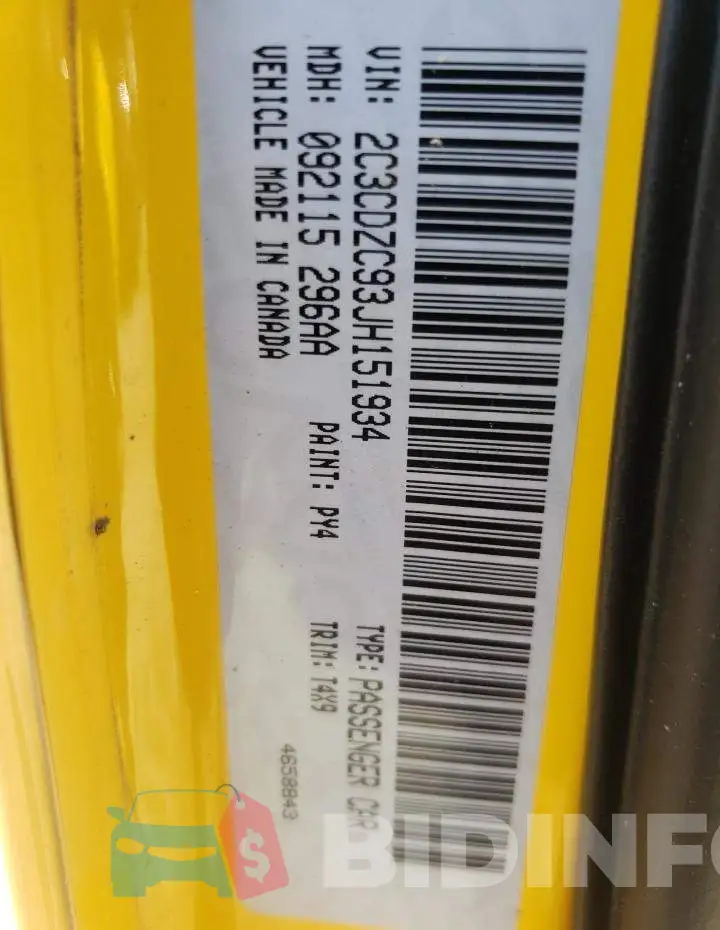 VIN: 2C3CDZC93JH151934 TYPE: PASSENGER CAR
MDH: 092115 296AA PAINT: PY4 TRIM: T4X9
VEHICLE MADE IN CANADA
4658843
$
BIDINFO